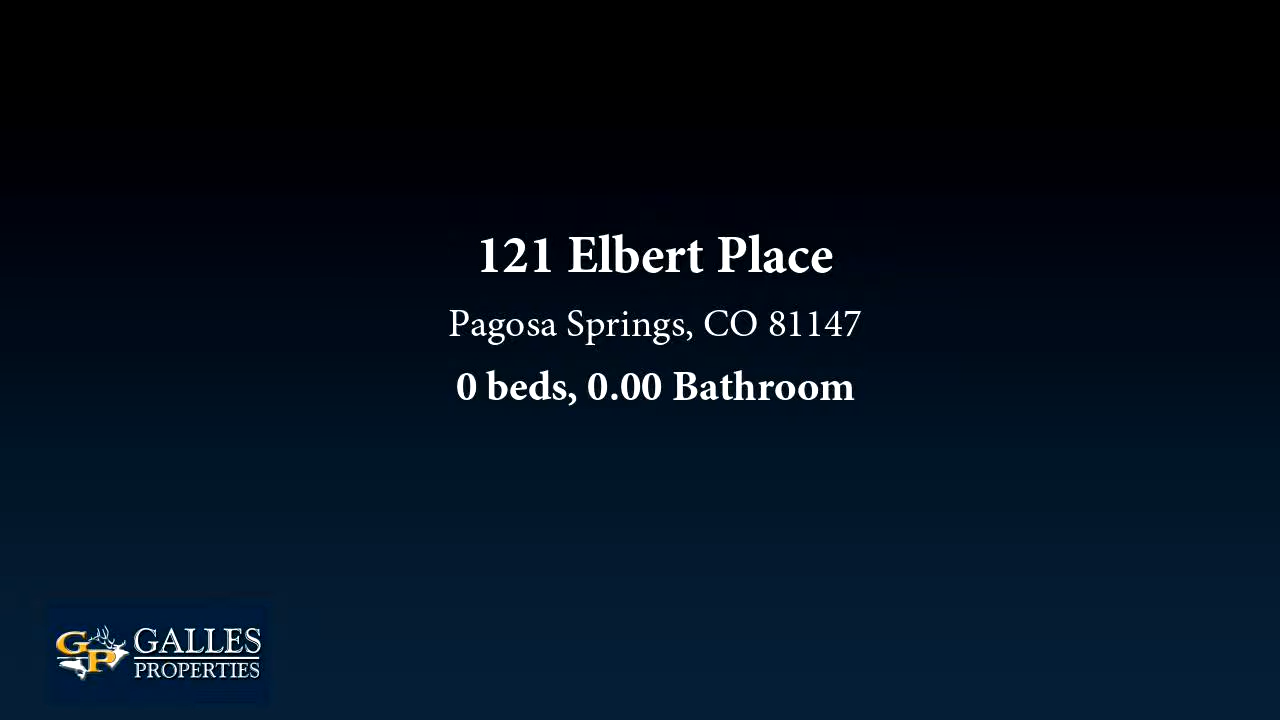 121 Elbert Place
Pagosa Springs, CO 81147
0 beds, 0.00 Bathroom
GP GALLES
PROPERTIES